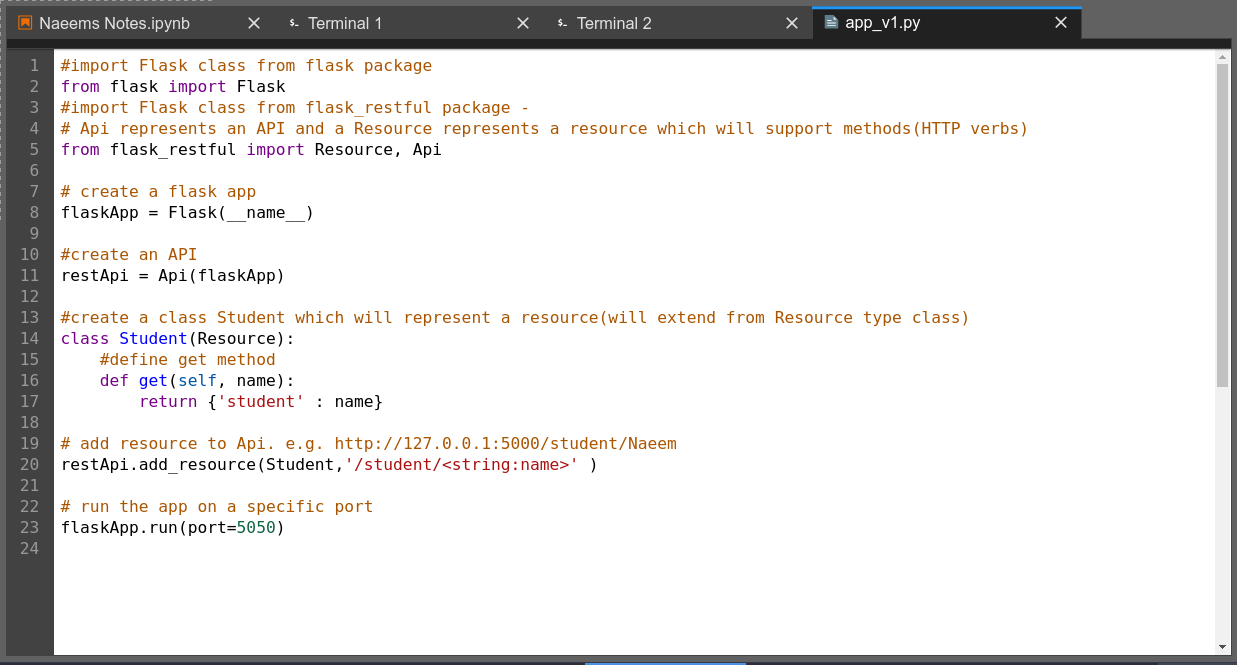 Naeems Notes.ipynb Terminal 1 Terminal 2 app_v1.py
1 #import Flask class from flask package
2 from flask import Flask
3 #import Flask class from flask_restful package -
4 # Api represents an API and a Resource represents a resource which will support methods(HTTP verbs)
5 from flask_restful import Resource, Api
6
7 # create a flask app
8 flaskApp = Flask(__name__)
9
10 #create an API
11 restApi = Api(flaskApp)
12
13 #create a class Student which will represent a resource(will extend from Resource type class)
14 class Student(Resource):
15     #define get method
16     def get(self, name):
17         return {'student' : name}
18
19 # add resource to Api. e.g. http://127.0.0.1:5000/student/Naeem
20 restApi.add_resource(Student,'/student/<string:name>' )
21
22 # run the app on a specific port
23 flaskApp.run(port=5050)
24